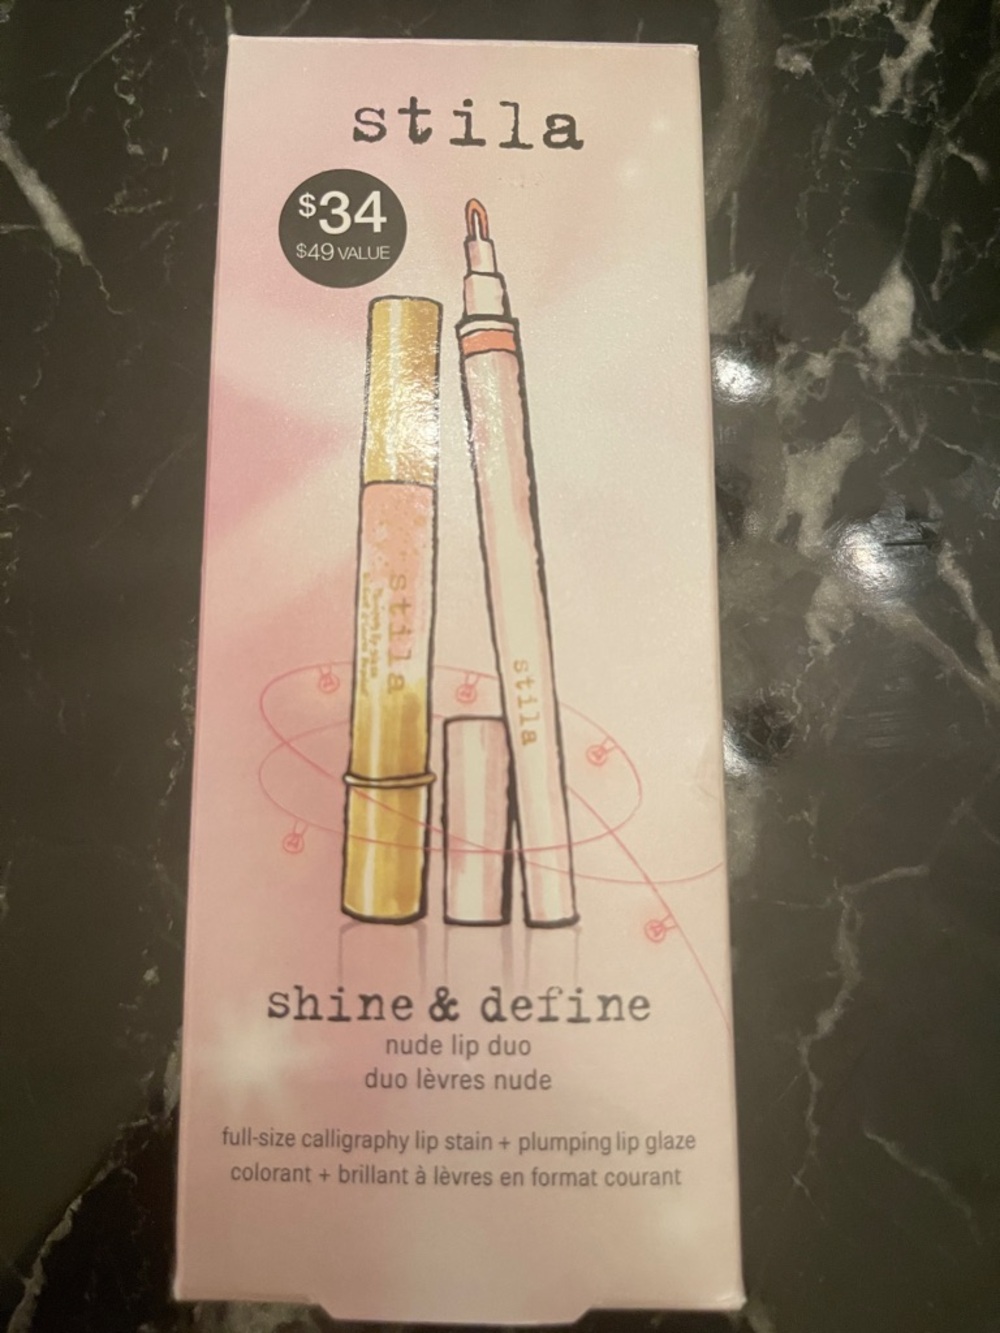 stila
$34
$49 VALUE
stila
stila
shine & define
nude lip duo
duo lèvres nude
full-size calligraphy lip stain + plumping lip glaze
colorant + brillant à lèvres en format courant